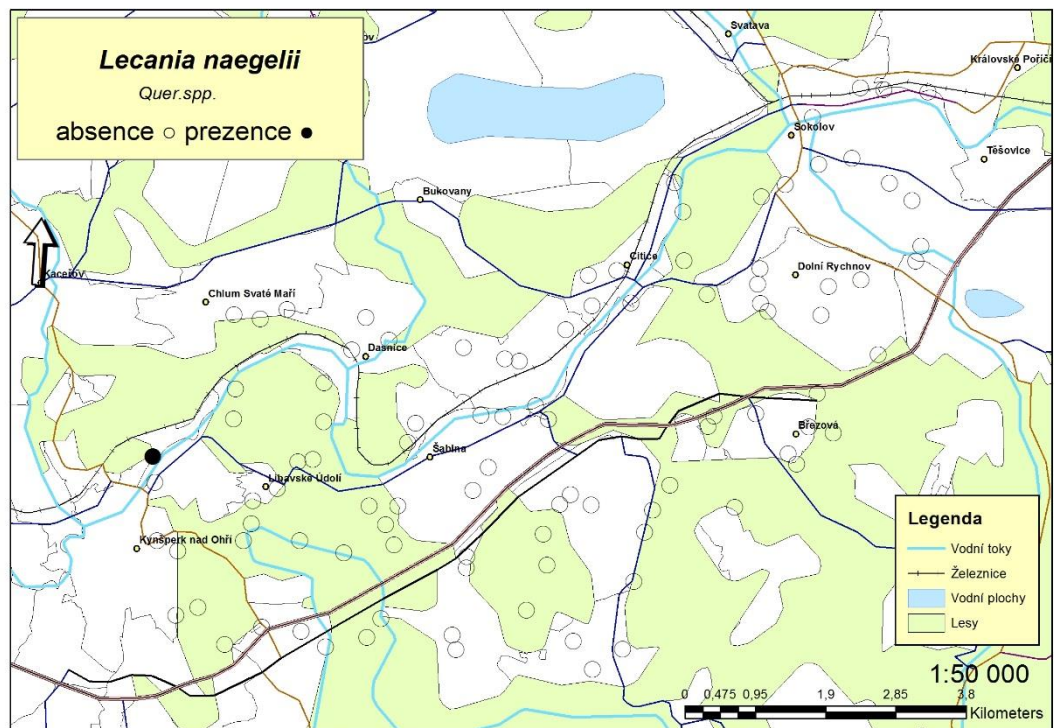 Lecania naegelii
Quer.spp.
absence ○ prezence ●
ov
Svatava
Královské Poříčí
Sokolov
Těšovice
Bukovany
Kaceřov
Citice
Dolní Rychnov
Chlum Svaté Maří
Dasnice
Březová
Šabina
Libavské Údolí
Kynšperk nad Ohří
Legenda
Vodní toky
Železnice
Vodní plochy
Lesy
1:50 000
0 0,475 0,95 1,9 2,85 3,8
Kilometers